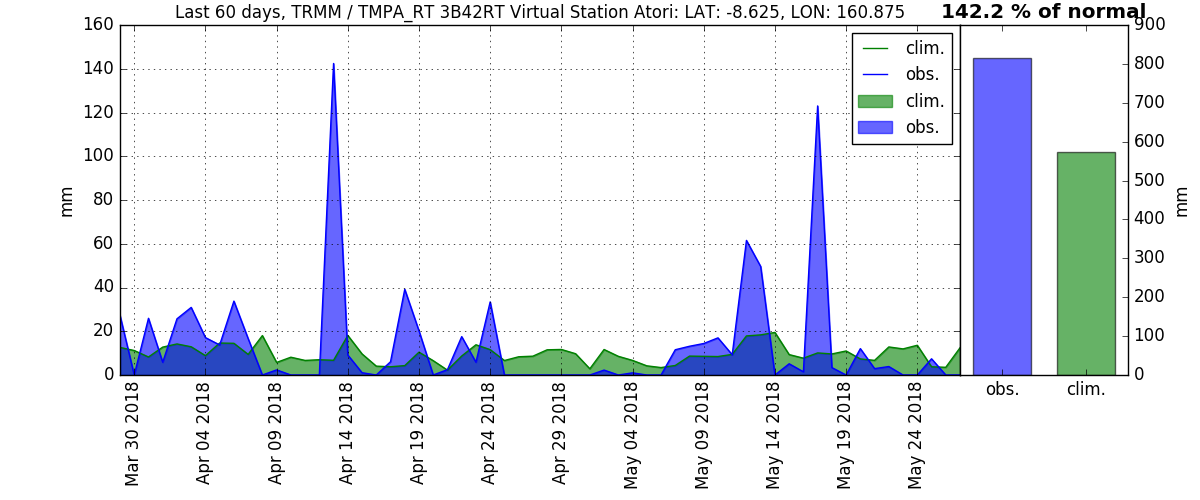 Last 60 days, TRMM / TMPA_RT 3B42RT Virtual Station Atori: LAT: -8.625, LON: 160.875
142.2 % of normal
160
140
120
100
80
60
40
20
0
mm
clim.
obs.
clim.
obs.
Mar 30 2018
Apr 04 2018
Apr 09 2018
Apr 14 2018
Apr 19 2018
Apr 24 2018
Apr 29 2018
May 04 2018
May 09 2018
May 14 2018
May 19 2018
May 24 2018
900
800
700
600
500
400
300
200
100
0
mm
obs.
clim.